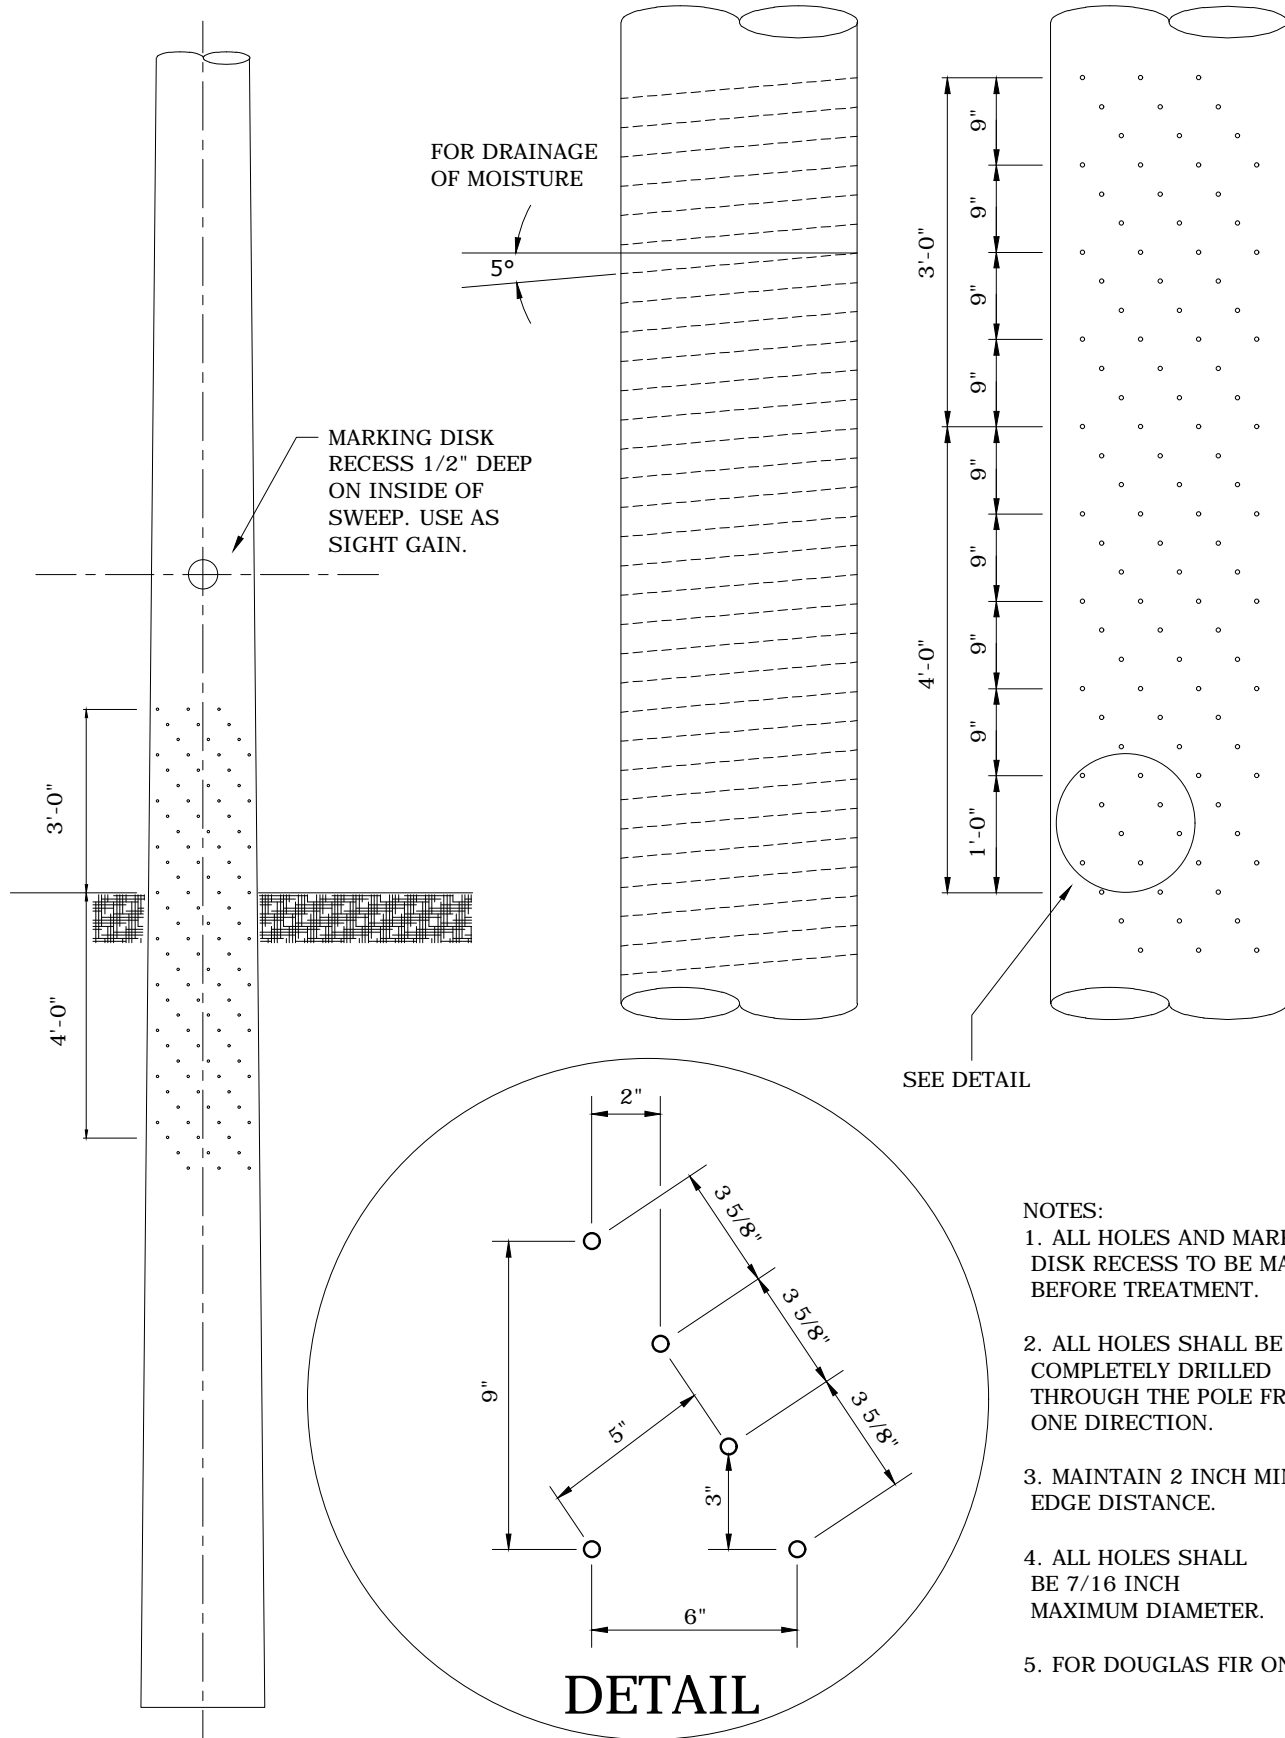 FOR DRAINAGE
OF MOISTURE
5°
MARKING DISK
RECESS 1/2" DEEP
ON INSIDE OF
SWEEP. USE AS
SIGHT GAIN.
3'-0"
4'-0"
3'-0"
4'-0"
9"
9"
9"
9"
9"
9"
9"
9"
1'-0"
SEE DETAIL
2"
3 5/8"
3 5/8"
3 5/8"
9"
5"
3"
6"
DETAIL
NOTES:
1. ALL HOLES AND
DISK RECESS TO BE
BEFORE TREATMENT.
2. ALL HOLES SHALL BE
COMPLETELY DRILLED
THROUGH THE POLE
ONE DIRECTION.
3. MAINTAIN 2 INCH
EDGE DISTANCE.
4. ALL HOLES SHALL
BE 7/16 INCH
MAXIMUM DIAMETER.
5. FOR DOUGLAS FIR